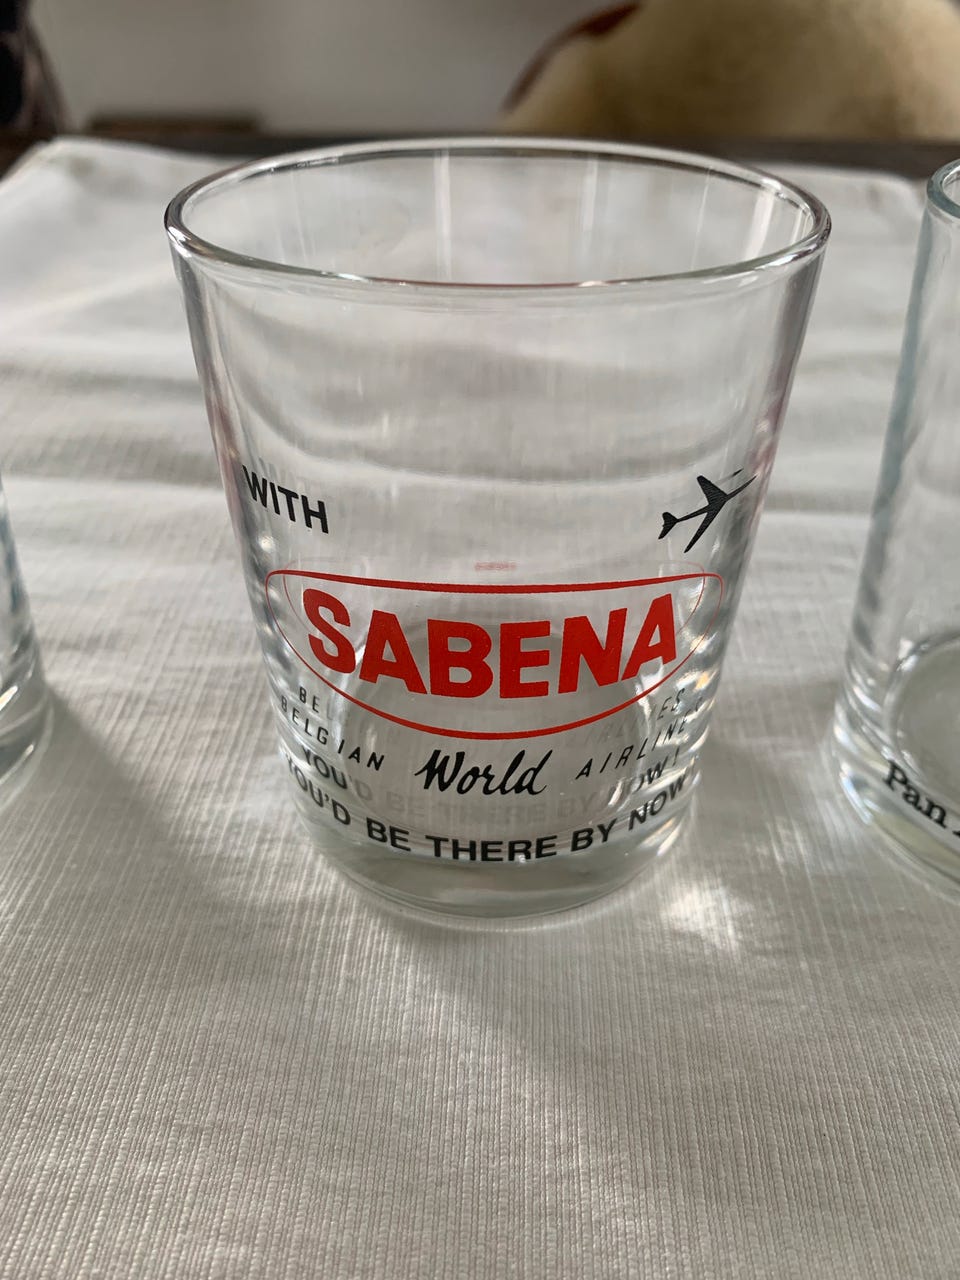 WITH
SABENA
BELGIAN World AIRLINES
YOU'D BE THERE BY NOW!
Pan